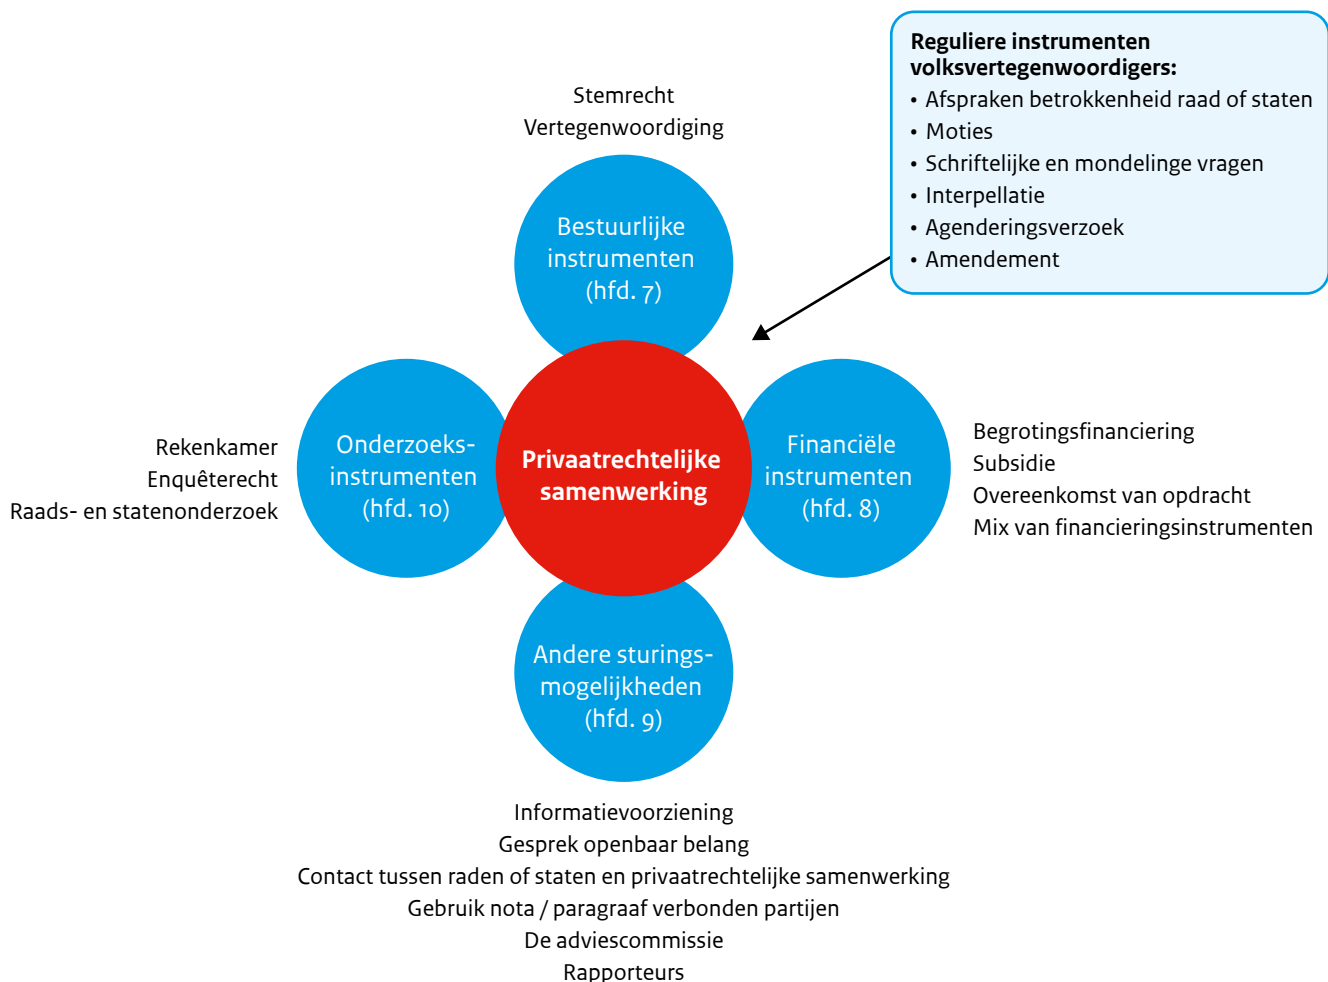 Reguliere instrumenten
volksvertegenwoordigers:
• Afspraken betrokkenheid raad of staten
• Moties
• Schriftelijke en mondelinge vragen
• Interpellatie
• Agenderingsverzoek
• Amendement
Stemrecht
Vertegenwoordiging
Bestuurlijke
instrumenten
(hfd. 7)
Rekenkamer
Enquêterecht
Raads- en statenonderzoek
Onderzoeks-
instrumenten
(hfd. 10)
Privaatrechtelijke
samenwerking
Financiële
instrumenten
(hfd. 8)
Begrotingsfinanciering
Subsidie
Overeenkomst van opdracht
Mix van financieringsinstrumenten
Andere sturings-
mogelijkheden
(hfd. 9)
Informatievoorziening
Gesprek openbaar belang
Contact tussen raden of staten en privaatrechtelijke samenwerking
Gebruik nota / paragraaf verbonden partijen
De adviescommissie
Rapporteurs